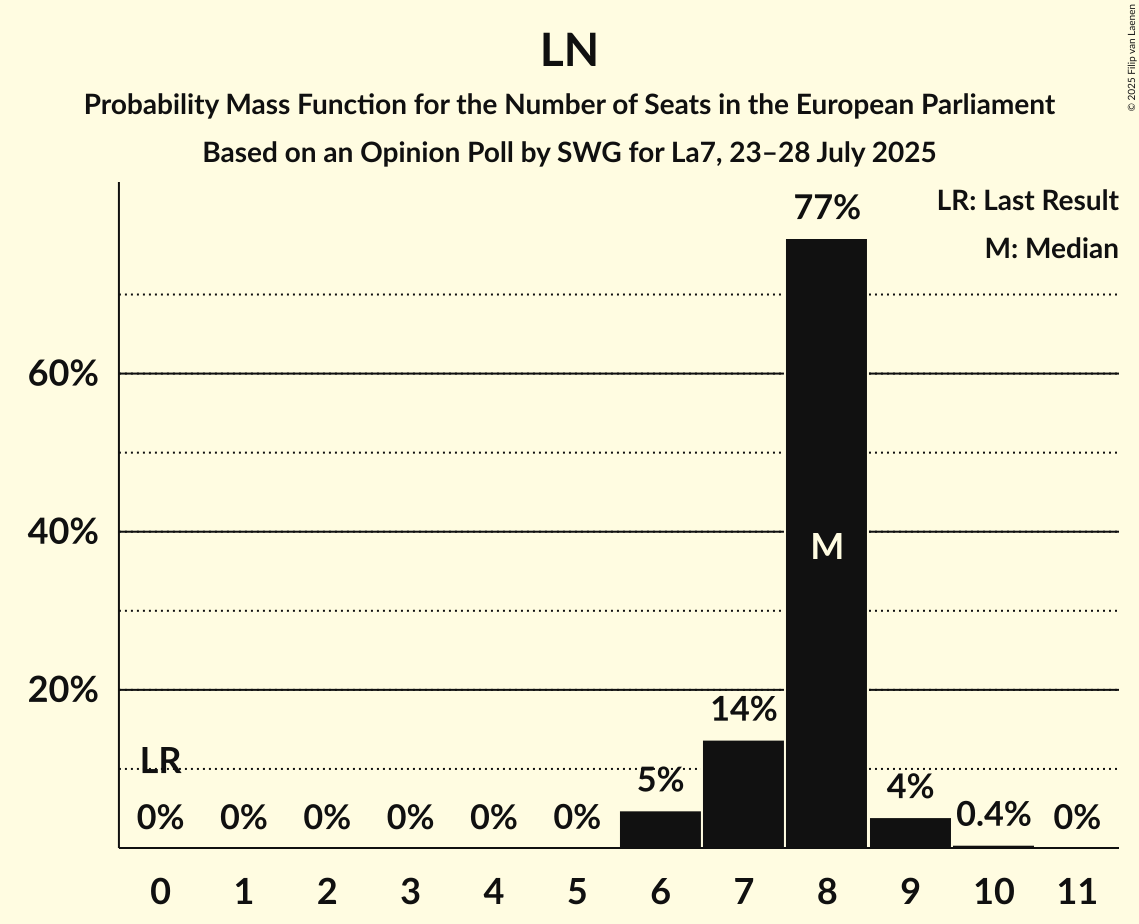 LN
Probability Mass Function for the Number of Seats in the European Parliament
Based on an Opinion Poll by SWG for La7, 23–28 July 2025
© 2025 Filip van Laenen
LR: Last Result
M: Median
77%
60%
40%
20%
M
LR
0% 0% 0% 0% 0% 0% 5% 14% 4% 0.4% 0%
0 1 2 3 4 5 6 7 8 9 10 11